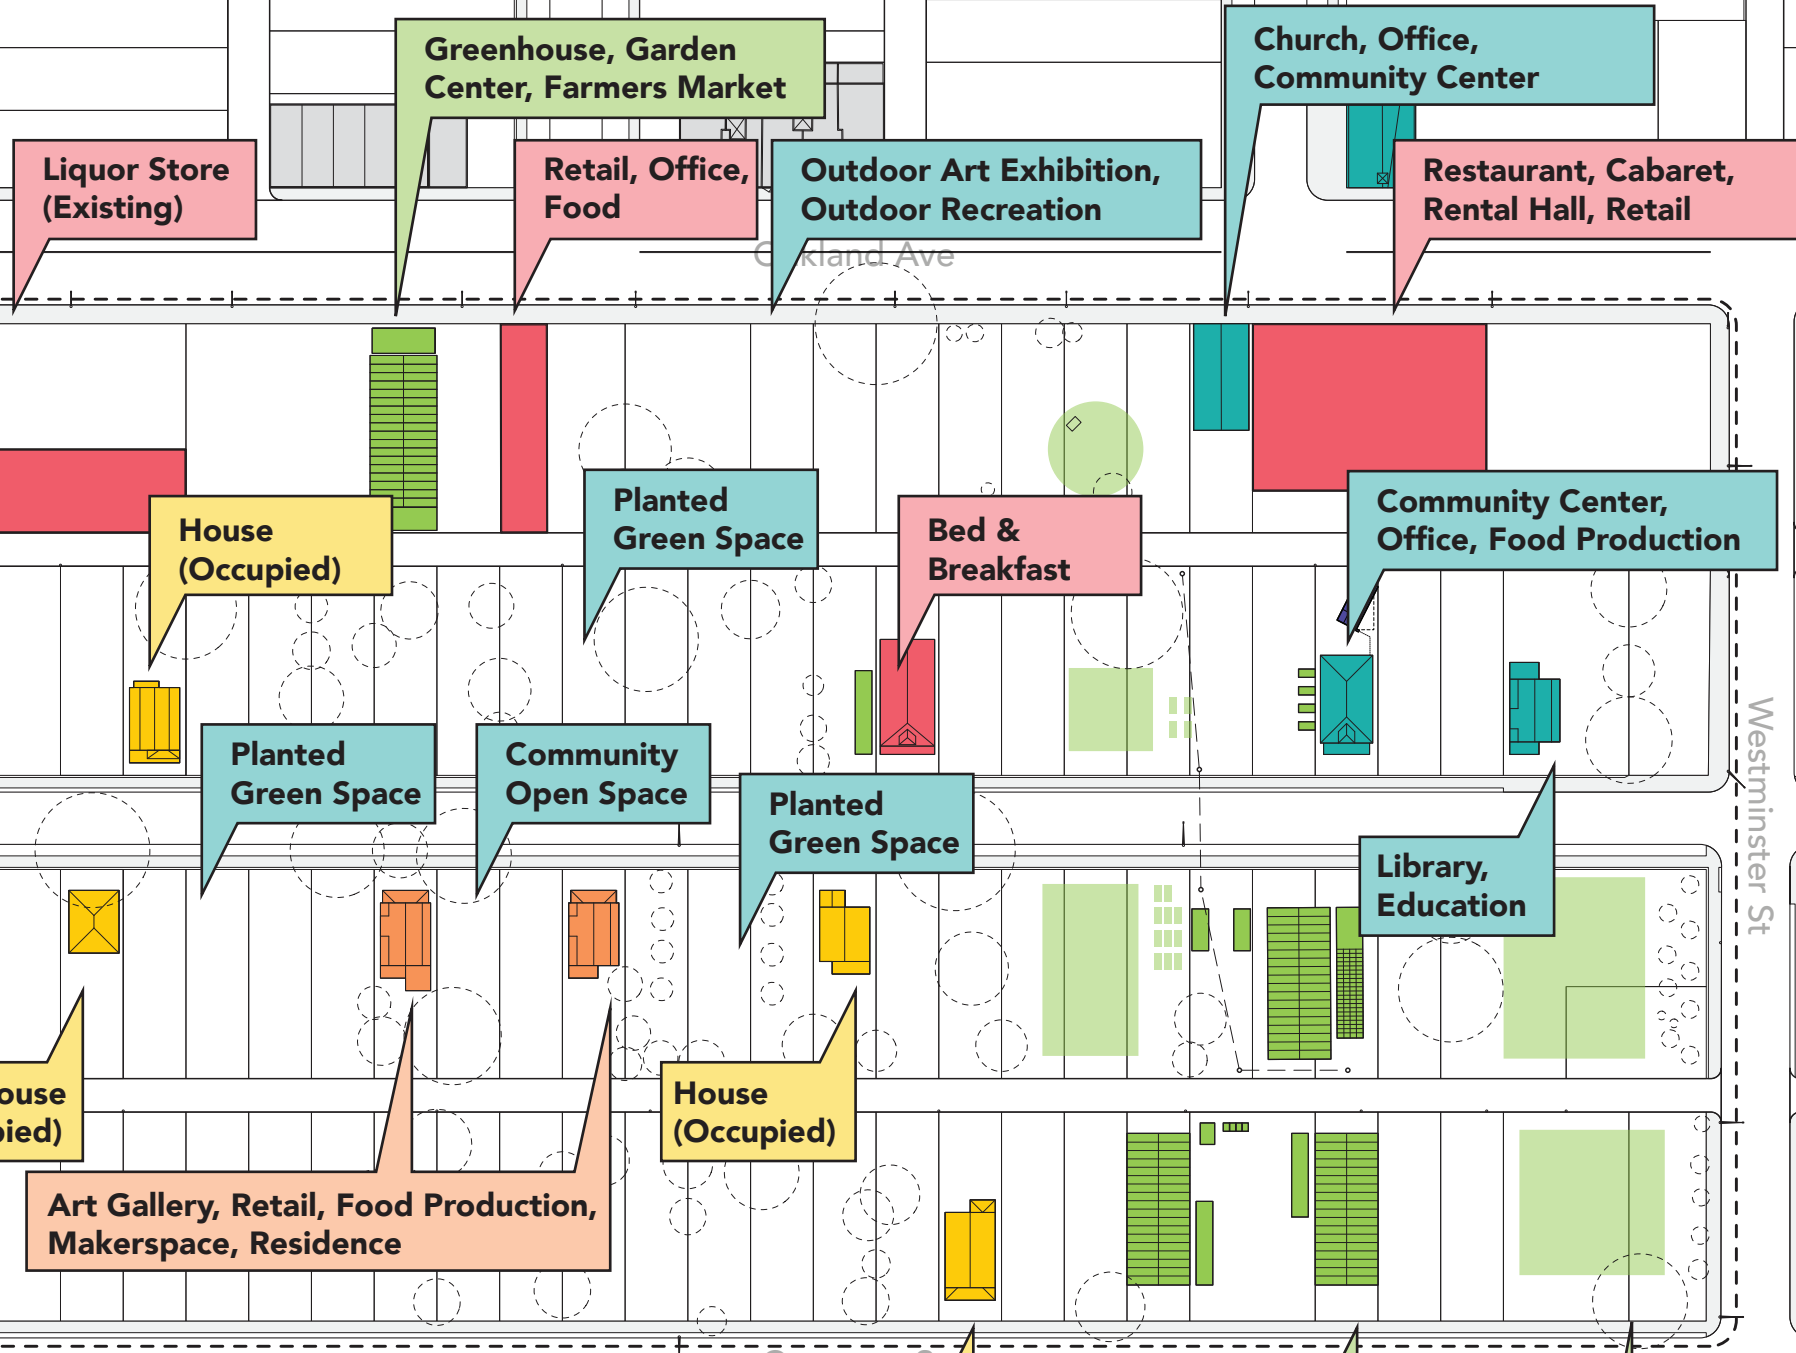 Greenhouse, Garden
Center, Farmers Market
Church, Office,
Community Center
Liquor Store
(Existing)
Retail, Office,
Food
Outdoor Art Exhibition,
Outdoor Recreation
Restaurant, Cabaret,
Rental Hall, Retail
kland Ave
House
(Occupied)
Planted
Green Space
Bed &
Breakfast
Community Center,
Office, Food Production
Planted
Green Space
Community
Open Space
Planted
Green Space
Library,
Education
Westminster St
ouse
pied)
House
(Occupied)
Art Gallery, Retail, Food Production,
Makerspace, Residence